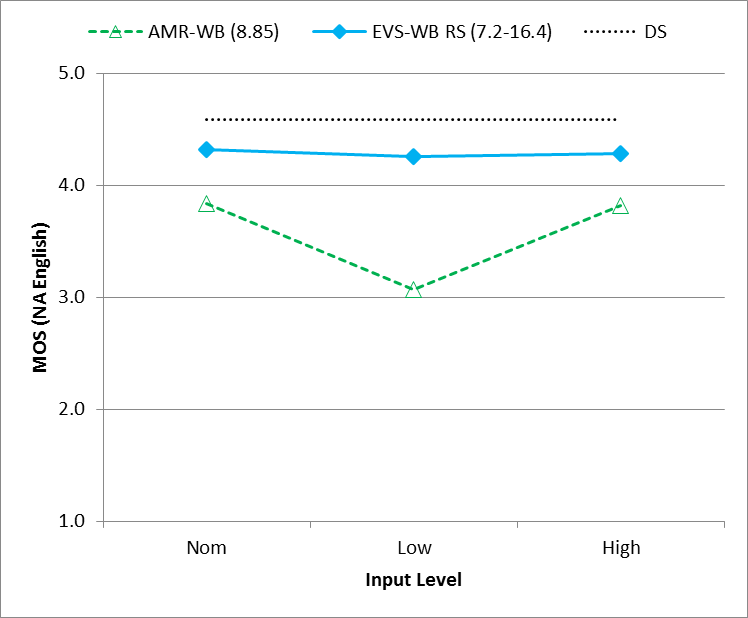 AMR-WB (8.85) EVS-WB RS (7.2-16.4) DS
5.0
4.0
3.0
2.0
1.0
MOS (NA English)
Nom Low High
Input Level